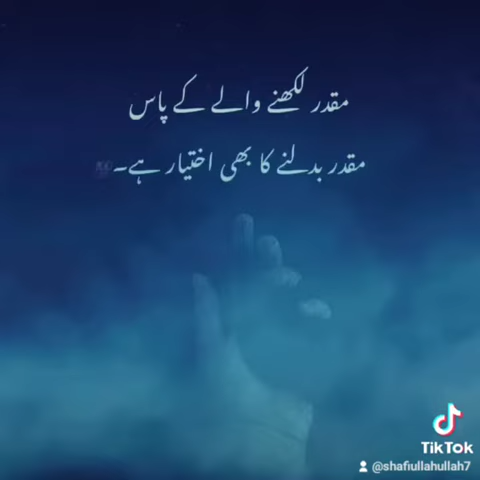 مقدر لکھنے والے کے پاس
مقدر بدلنے کا بھی اختیار ہے۔
TikTok
@shafiullahullah7